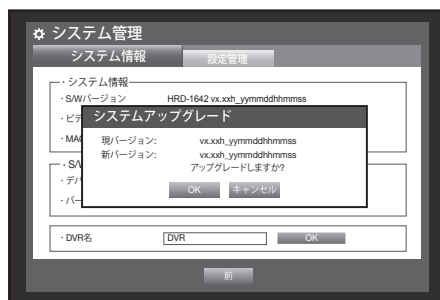 システム管理
システム情報 設定管理
・システム情報
・S/Wバージョン HRD-1642 vx.xxh_yymmddhhmmss
・ビデ
・MAC
システムアップグレード
現バージョン: vx.xxh_yymmddhhmmss
新バージョン: vx.xxh_yymmddhhmmss
アップグレードしますか?
OK キャンセル
・S/W
・デバ
・バー
・DVR名 DVR OK
前